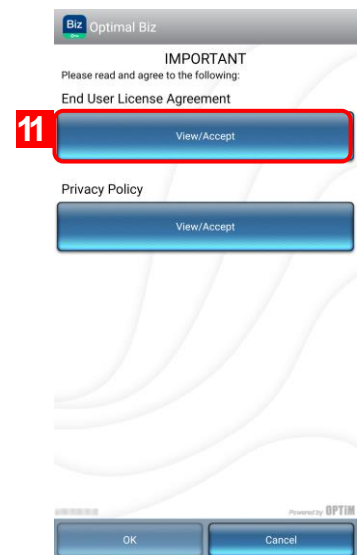 Biz Optimal Biz
IMPORTANT
Please read and agree to the following:
End User License Agreement
11
View/Accept
Privacy Policy
View/Accept
Powered by OPTiM
OK Cancel